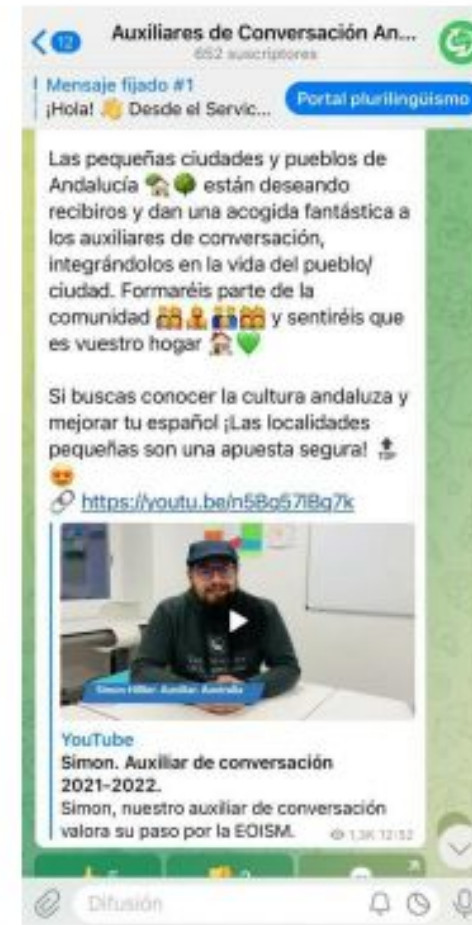 12
Auxiliares de Conversación An...
652 suscriptores
Mensaje fijado #1
¡Hola! 👋 Desde el Servic...
Portal plurilingüismo
Las pequeñas ciudades y pueblos de
Andalucía 🏡🌳 están deseando
recibiros y dan una acogida fantástica a
los auxiliares de conversación,
integrándolos en la vida del pueblo/
ciudad. Formaréis parte de la
comunidad y sentiréis que
es vuestro hogar 🏠💚
Si buscas conocer la cultura andaluza y
mejorar tu español ¡Las localidades
pequeñas son una apuesta segura! 🔝
😍
🔗 https://youtu.be/n5Bg57lBg7k
Simon Hiller. Auxiliar. Australia
YouTube
Simon. Auxiliar de conversación
2021-2022.
Simon, nuestro auxiliar de conversación
valora su paso por la EOISM.
1,3K 12:52
Difusión